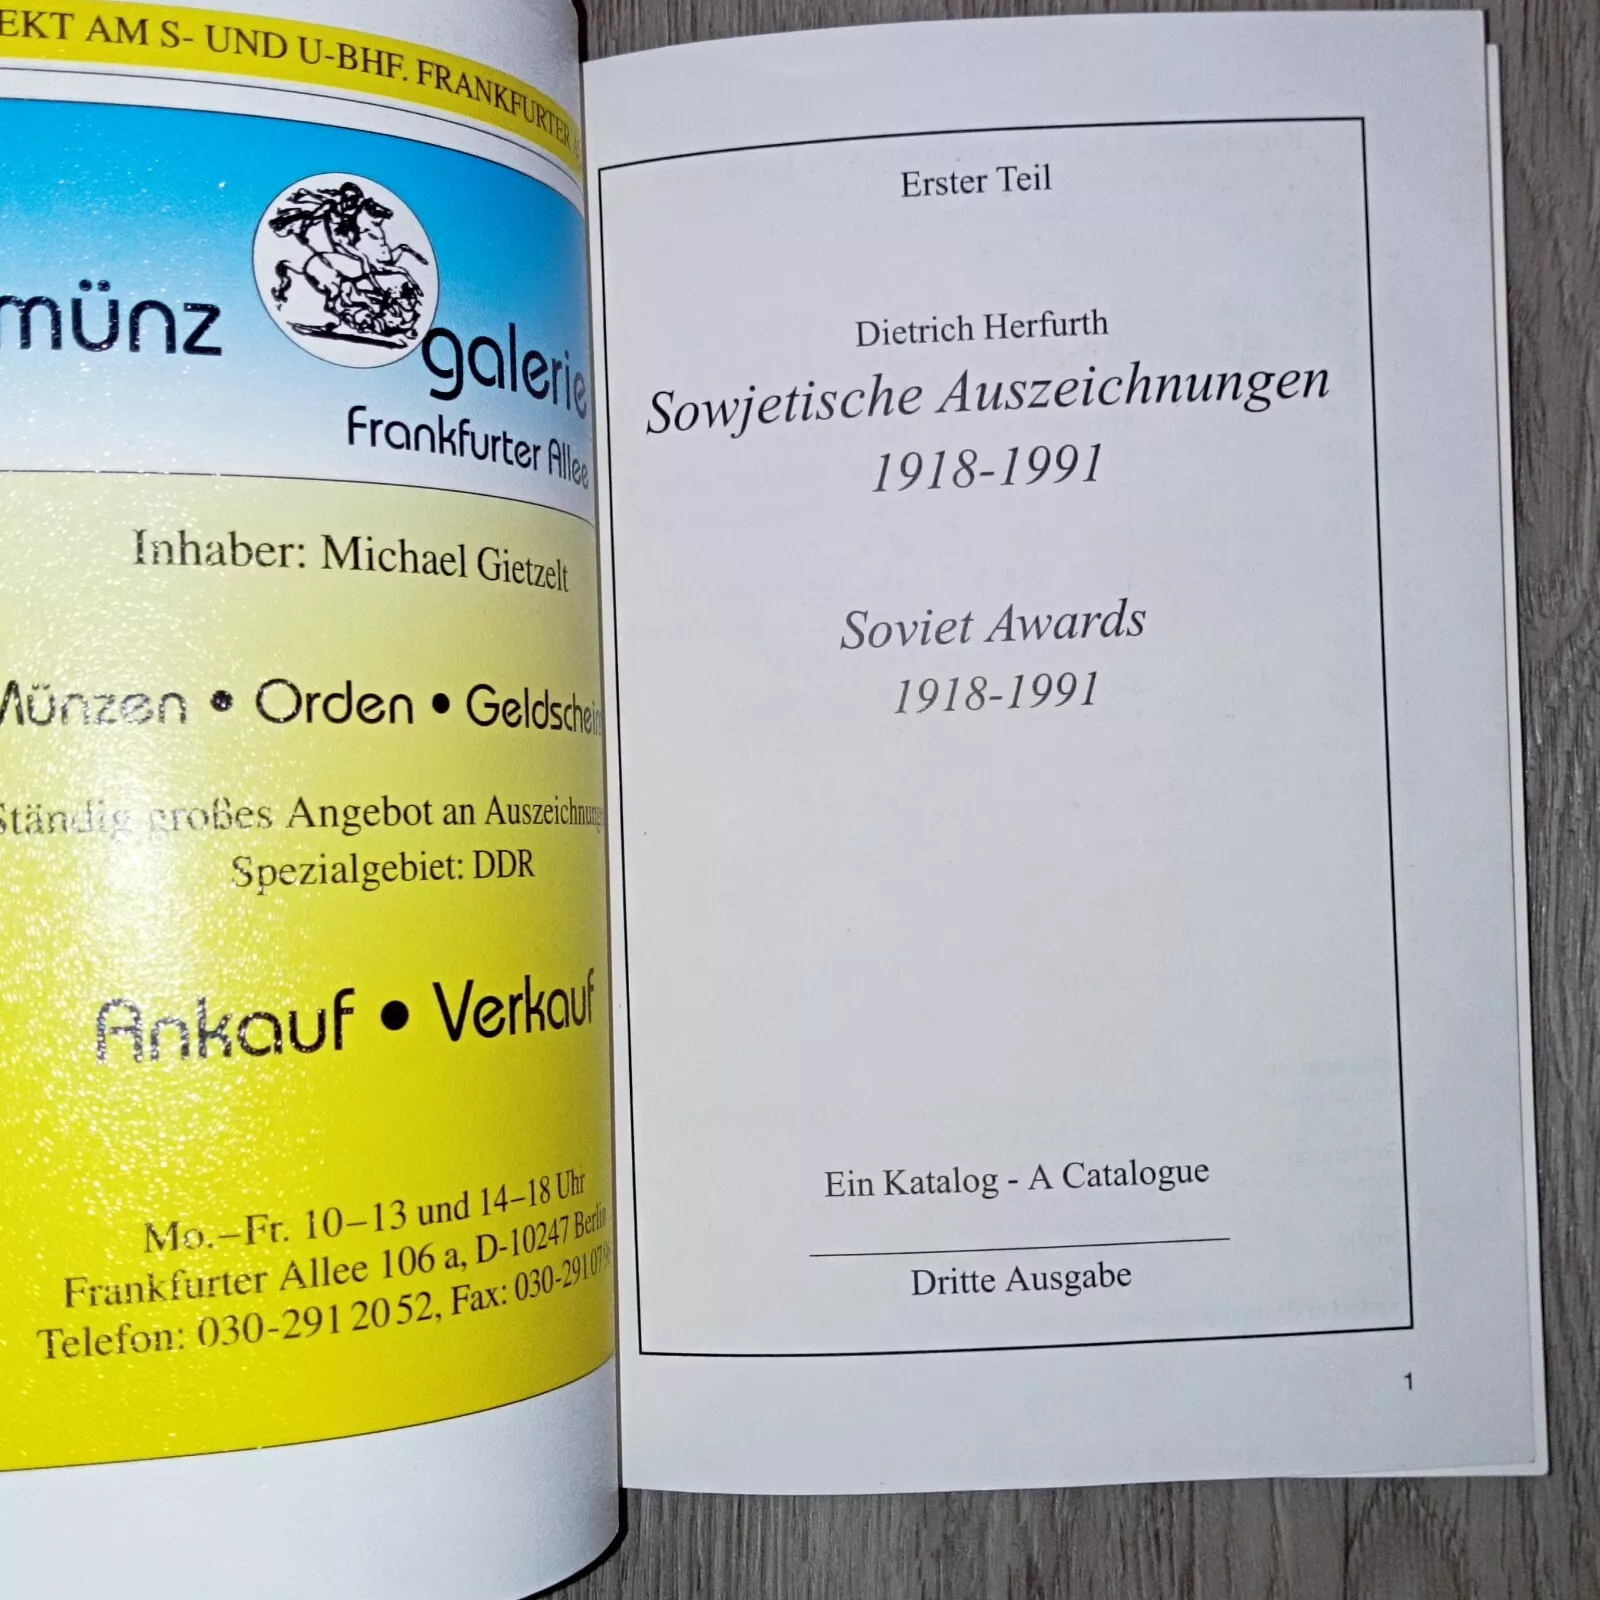 EKT AM S- UND U-BHF. FRANKFURTER
münz
galerie
Frankfurter Allee
Inhaber: Michael Gietzelt
Münzen • Orden • Geldschein
Ständig großes Angebot an Auszeichnungen
Spezialgebiet: DDR
Ankauf • Verkauf
Mo.–Fr. 10–13 und 14–18 Uhr
Frankfurter Allee 106 a, D-10247 Berlin
Telefon: 030-291 20 52, Fax: 030-291 07
Erster Teil
Dietrich Herfurth
Sowjetische Auszeichnungen
1918-1991
Soviet Awards
1918-1991
Ein Katalog - A Catalogue
Dritte Ausgabe
1